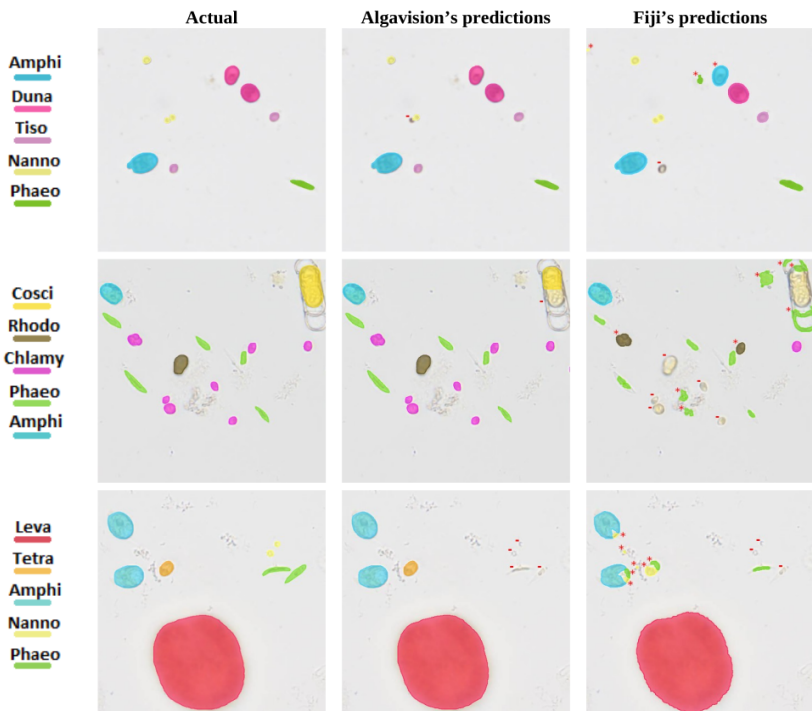 Actual Algavision's predictions Fiji's predictions
Amphi
Duna
Tiso
Nanno
Phaeo
Cosci
Rhodo
Chlamy
Phaeo
Amphi
Leva
Tetra
Amphi
Nanno
Phaeo